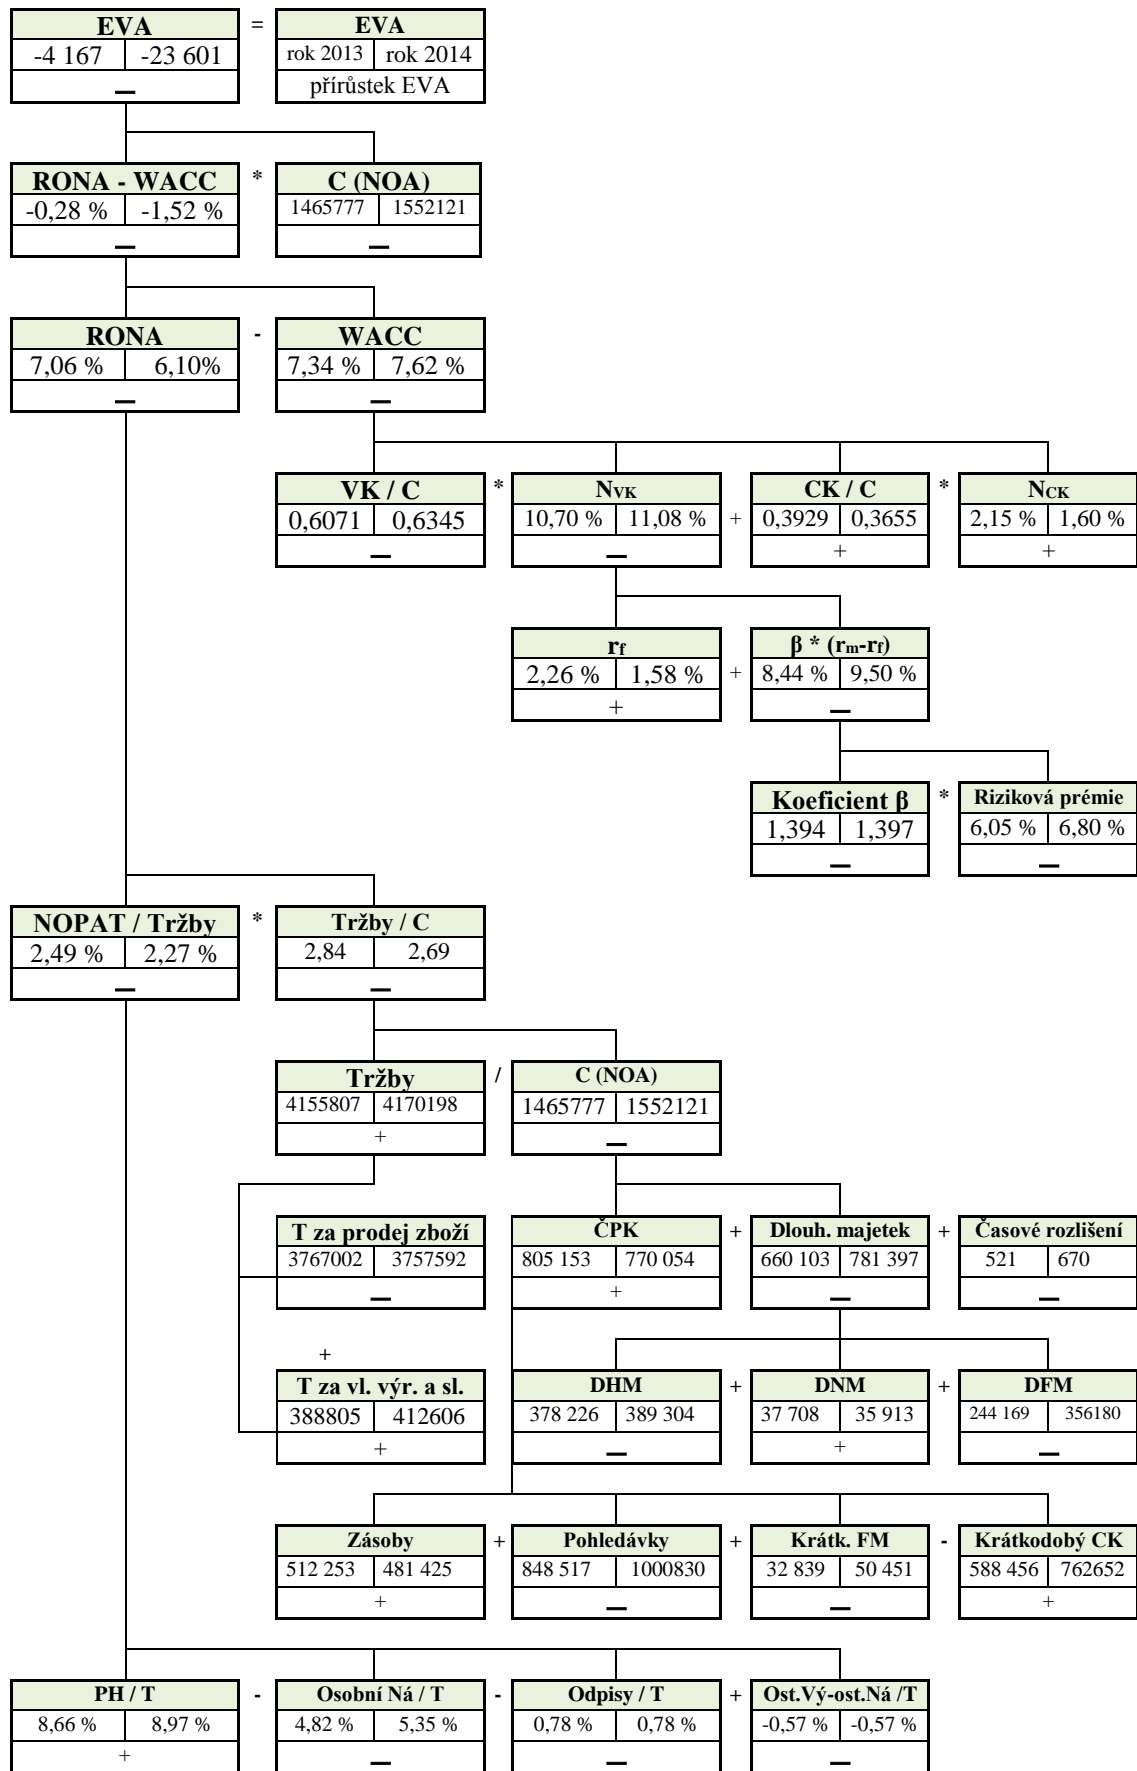 EVA = EVA
-4 167 -23 601 rok 2013 rok 2014
– přírůstek EVA
RONA - WACC * C (NOA)
-0,28 % -1,52 % 1465777 1552121
– –
RONA - WACC
7,06 % 6,10% 7,34 % 7,62 %
– –
VK / C * NVK CK / C * NCK
0,6071 0,6345 10,70 % 11,08 % + 0,3929 0,3655 2,15 % 1,60 %
– – + +
rf β * (rm-rf)
2,26 % 1,58 % + 8,44 % 9,50 %
+ –
Koeficient β * Riziková prémie
1,394 1,397 6,05 % 6,80 %
– –
NOPAT / Tržby * Tržby / C
2,49 % 2,27 % 2,84 2,69
– –
Tržby / C (NOA)
4155807 4170198 1465777 1552121
+ –
T za prodej zboží ČPK + Dlouh. majetek + Časové rozlišení
3767002 3757592 805 153 770 054 660 103 781 397 521 670
– + – –
+
T za vl. výr. a sl. DHM + DNM + DFM
388805 412606 378 226 389 304 37 708 35 913 244 169 356180
+ – + –
Zásoby + Pohledávky + Krátk. FM - Krátkodobý CK
512 253 481 425 848 517 1000830 32 839 50 451 588 456 762652
+ – – +
PH / T - Osobní Ná / T - Odpisy / T + Ost.Vý-ost.Ná /T
8,66 % 8,97 % 4,82 % 5,35 % 0,78 % 0,78 % -0,57 % -0,57 %
+ – – –